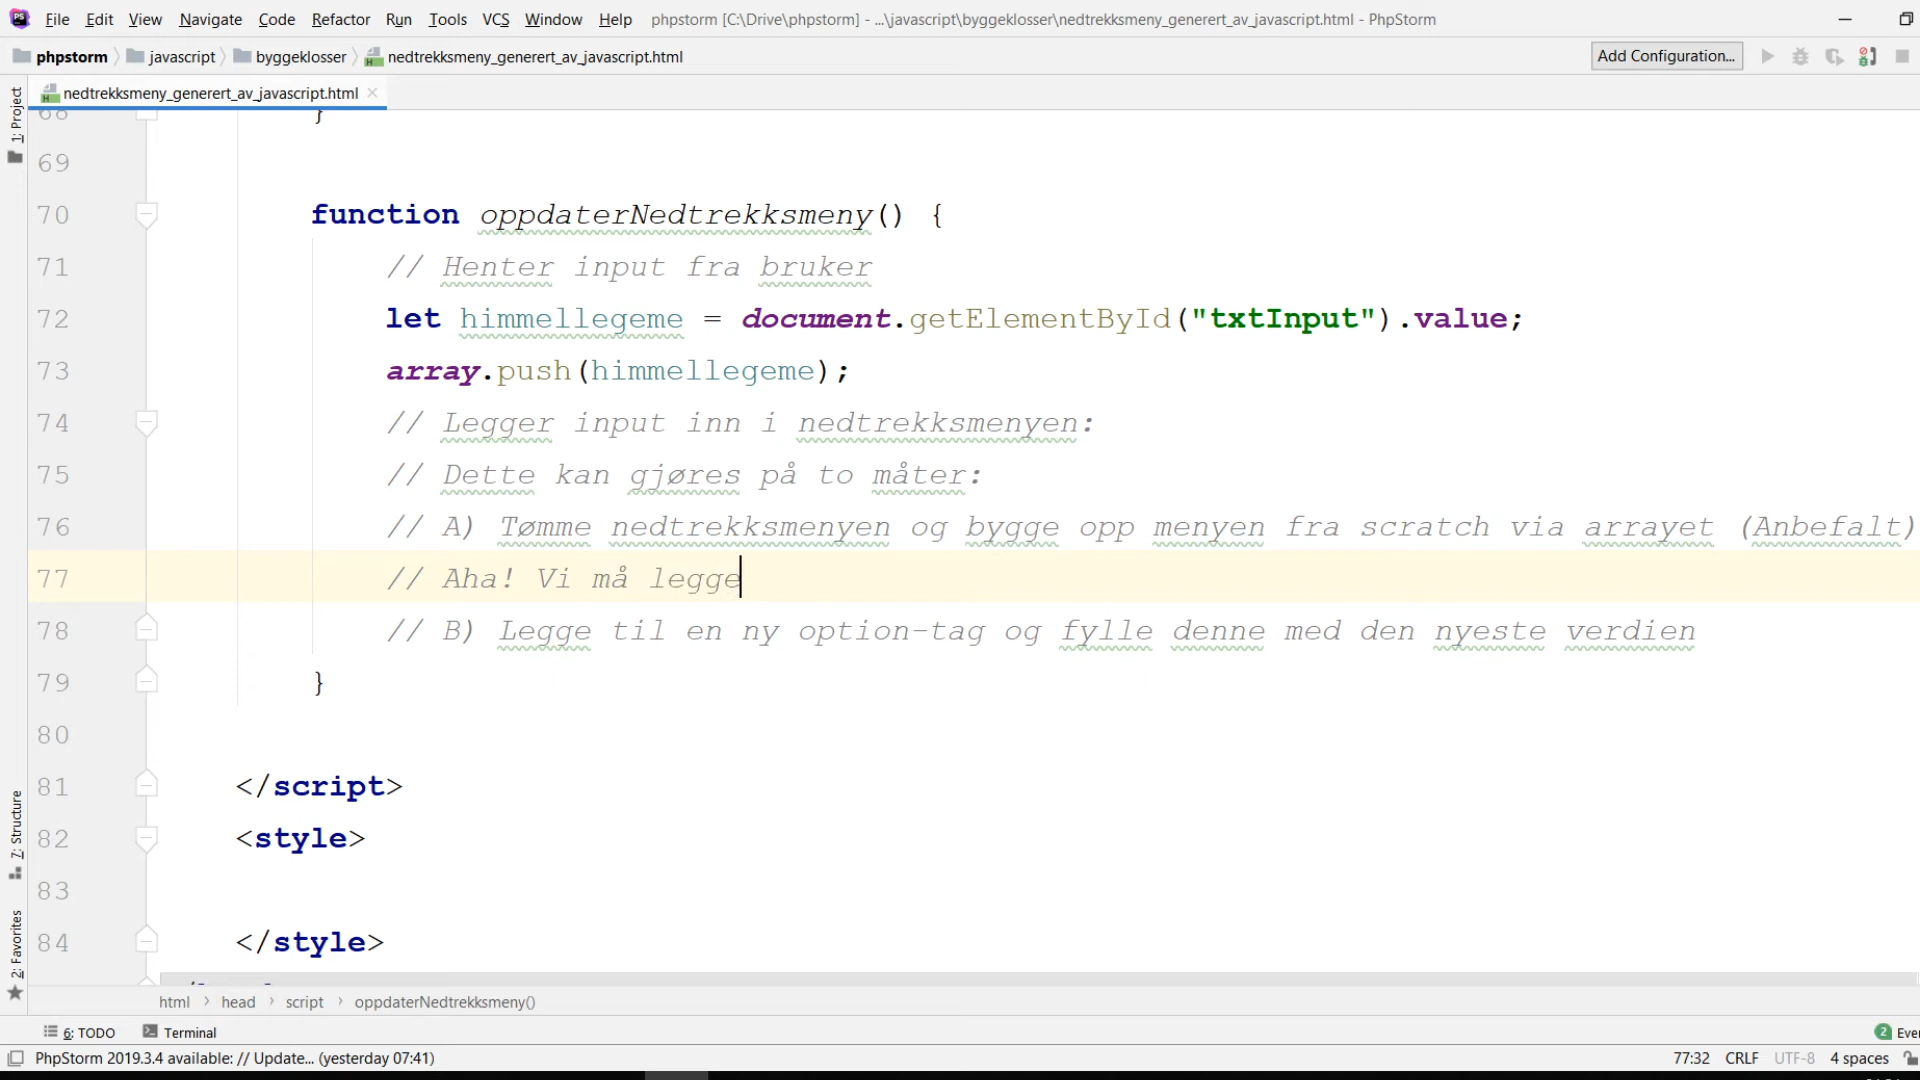 File Edit View Navigate Code Refactor Run Tools VCS Window Help phpstorm [C:\Drive\phpstorm] - ...\javascript\byggeklosser\nedtrekksmeny_generert_av_javascript.html - PhpStorm
phpstorm javascript byggeklosser nedtrekksmeny_generert_av_javascript.html Add Configuration...
1: Project
nedtrekksmeny_generert_av_javascript.html
68 }
69
70 function oppdaterNedtrekksmeny() {
71 // Henter input fra bruker
72 let himmellegeme = document.getElementById("txtInput").value;
73 array.push(himmellegeme);
74 // Legger input inn i nedtrekksmenyen:
75 // Dette kan gjøres på to måter:
76 // A) Tømme nedtrekksmenyen og bygge opp menyen fra scratch via arrayet (Anbefalt)
77 // Aha! Vi må legge
78 // B) Legge til en ny option-tag og fylle denne med den nyeste verdien
79 }
80
81 </script>
82 <style>
83
84 </style>
7: Structure
2: Favorites
html > head > script > oppdaterNedtrekksmeny()
6: TODO Terminal 2 Eve
PhpStorm 2019.3.4 available: // Update... (yesterday 07:41) 77:32 CRLF UTF-8 4 spaces